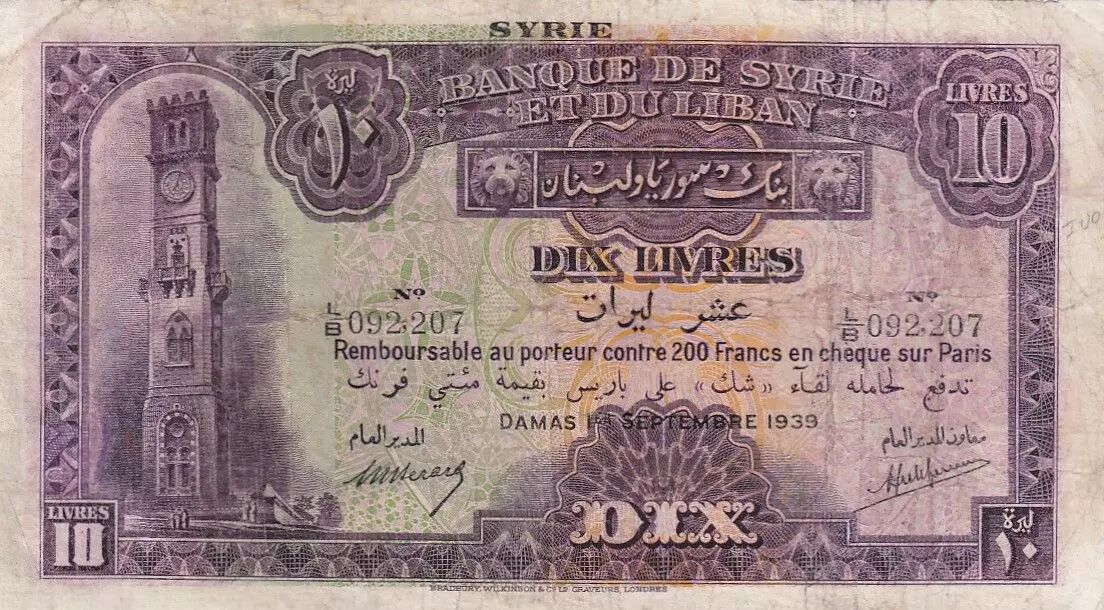 SYRIE
ليرة
١٠
BANQUE DE SYRIE
ET DU LIBAN
LIVRES
10
بنك سوريا ولبنان
DIX LIVRES
عشر ليرات
Nº L/B 092,207
Nº L/B 092,207
Remboursable au porteur contre 200 Francs en chèque sur Paris
تدفع لحامله لقآء «شك» على باريس بقيمة مئتي فرنك
DAMAS 1ER SEPTEMBRE 1939
المدير العام
معاون المدير العام
LIVRES
10
DIX
ليرة
١٠
BRADBURY, WILKINSON & Cº Lº GRAVEURS, LONDRES